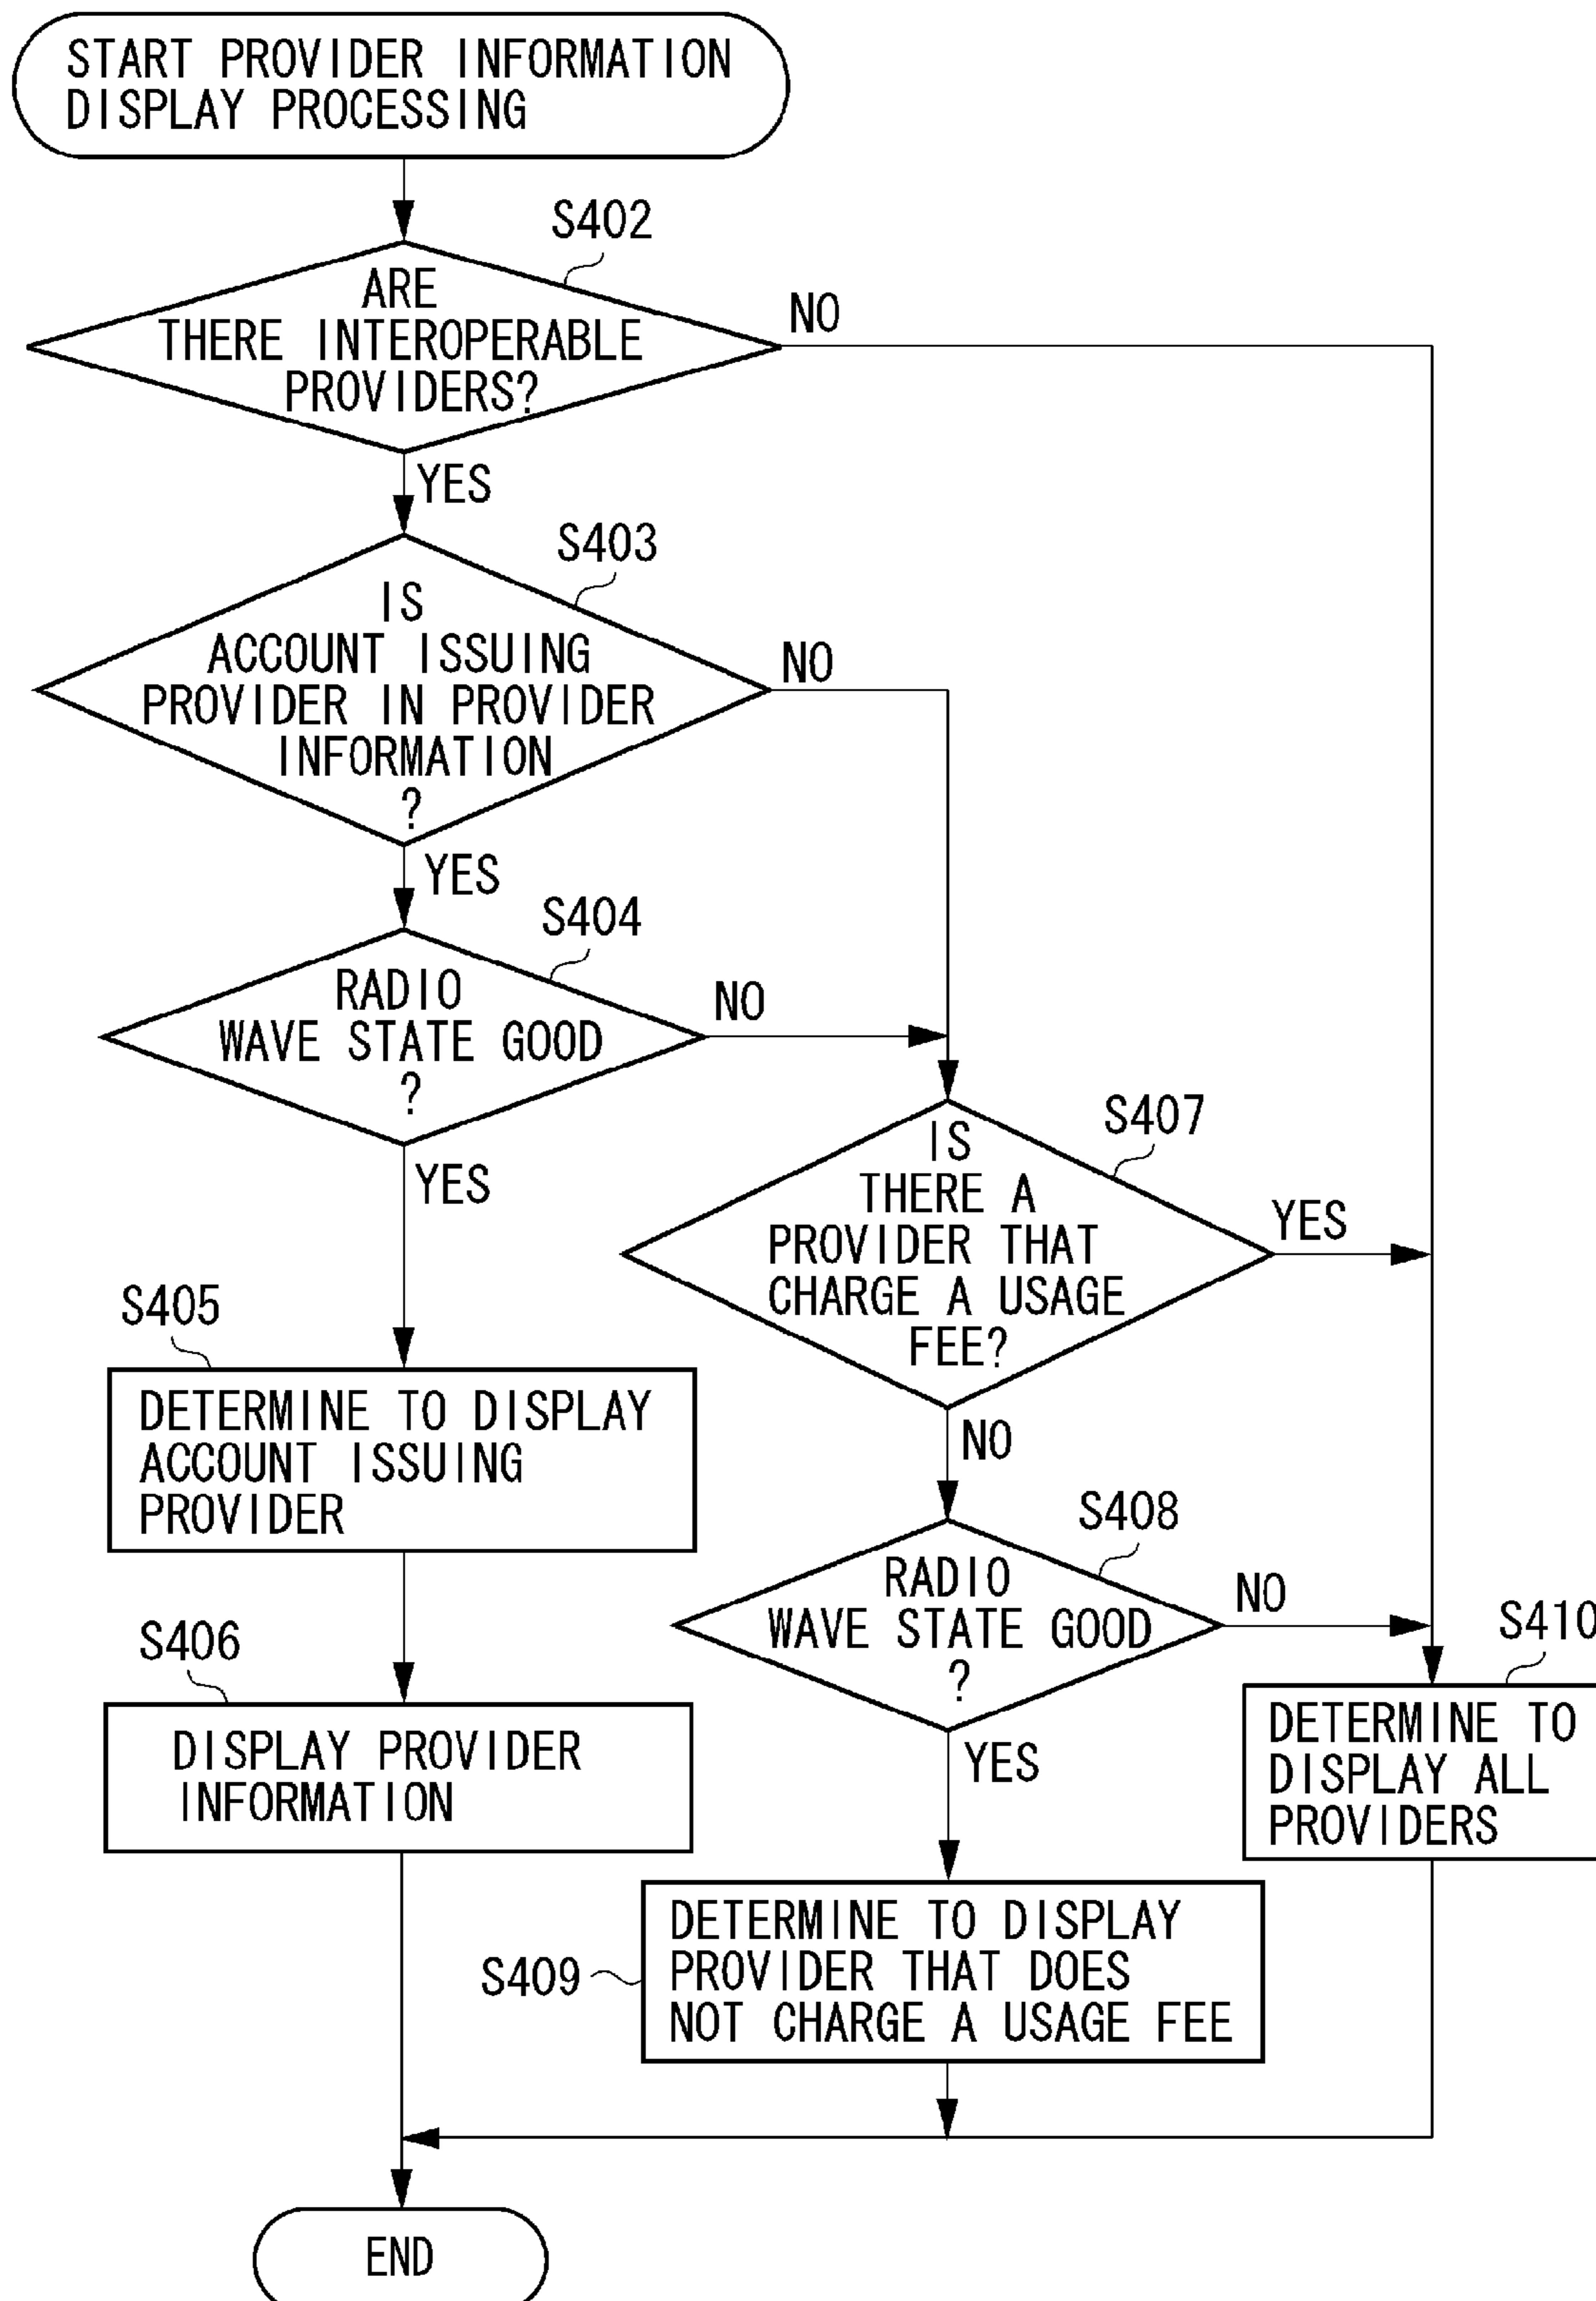 START PROVIDER INFORMATION
DISPLAY PROCESSING
S402
ARE
THERE INTEROPERABLE
PROVIDERS?
NO
YES
S403
IS
ACCOUNT ISSUING
PROVIDER IN PROVIDER
INFORMATION
?
NO
YES
S404
RADIO
WAVE STATE GOOD
?
NO
YES
S407
IS
THERE A
PROVIDER THAT
CHARGE A USAGE
FEE?
YES
NO
S405
DETERMINE TO DISPLAY
ACCOUNT ISSUING
PROVIDER
S408
RADIO
WAVE STATE GOOD
?
NO
YES
S406
DISPLAY PROVIDER
INFORMATION
S410
DETERMINE TO
DISPLAY ALL
PROVIDERS
S409
DETERMINE TO DISPLAY
PROVIDER THAT DOES
NOT CHARGE A USAGE FEE
END